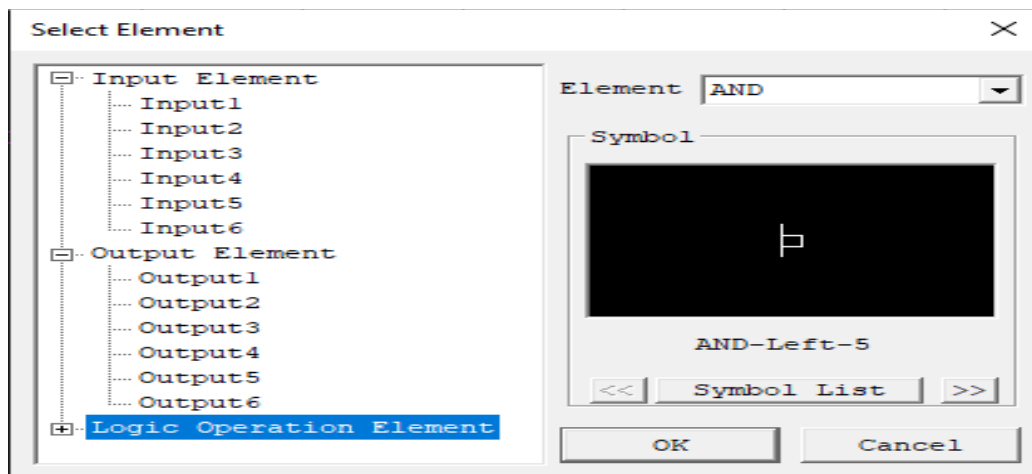 Select Element
Input Element
Input1
Input2
Input3
Input4
Input5
Input6
Output Element
Output1
Output2
Output3
Output4
Output5
Output6
Logic Operation Element
Element AND
Symbol
AND-Left-5
<< Symbol List >>
OK Cancel